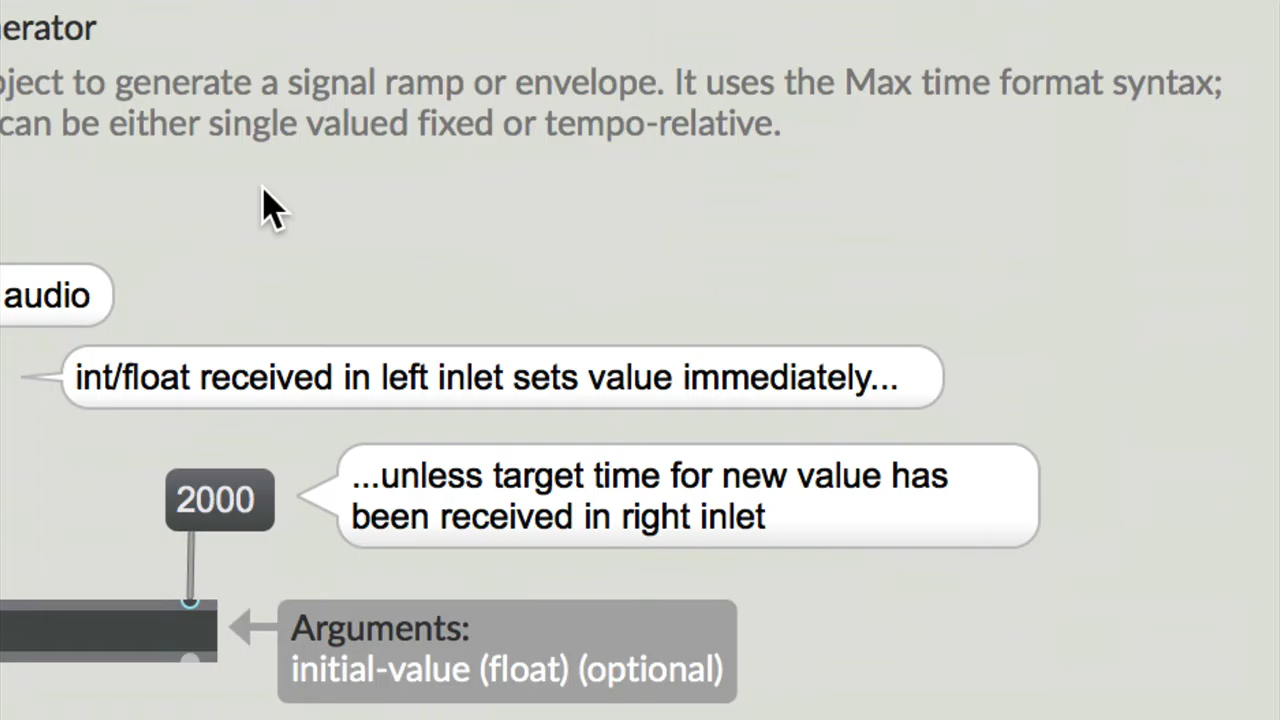 erator
ject to generate a signal ramp or envelope. It uses the Max time format syntax;
can be either single valued fixed or tempo-relative.
audio
int/float received in left inlet sets value immediately...
...unless target time for new value has
been received in right inlet
2000
Arguments:
initial-value (float) (optional)